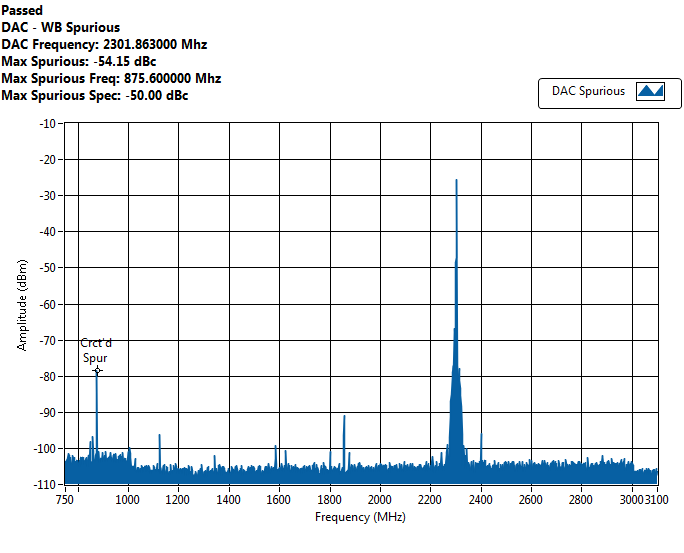 Passed
DAC - WB Spurious
DAC Frequency: 2301.863000 Mhz
Max Spurious: -54.15 dBc
Max Spurious Freq: 875.600000 Mhz
Max Spurious Spec: -50.00 dBc
DAC Spurious
-10
-20
-30
-40
-50
-60
-70
-80
-90
-100
-110
Amplitude (dBm)
Crct'd
Spur
750 1000 1200 1400 1600 1800 2000 2200 2400 2600 2800 3000 3100
Frequency (MHz)